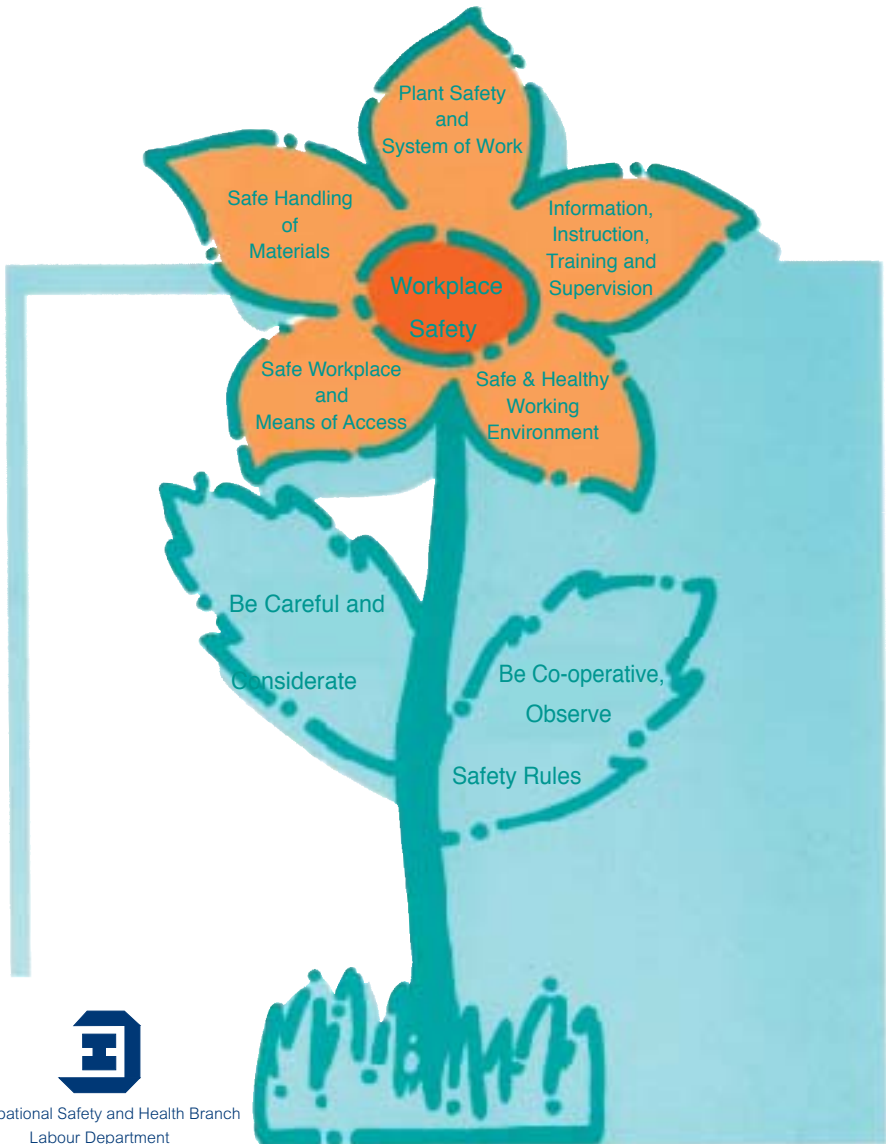 Plant Safety
and
System of Work
Safe Handling
of
Materials
Information,
Instruction,
Training and
Supervision
Workplace
Safety
Safe Workplace
and
Means of Access
Safe & Healthy
Working
Environment
Be Careful and
Considerate
Be Co-operative,
Observe
Safety Rules
pational Safety and Health Branch
Labour Department